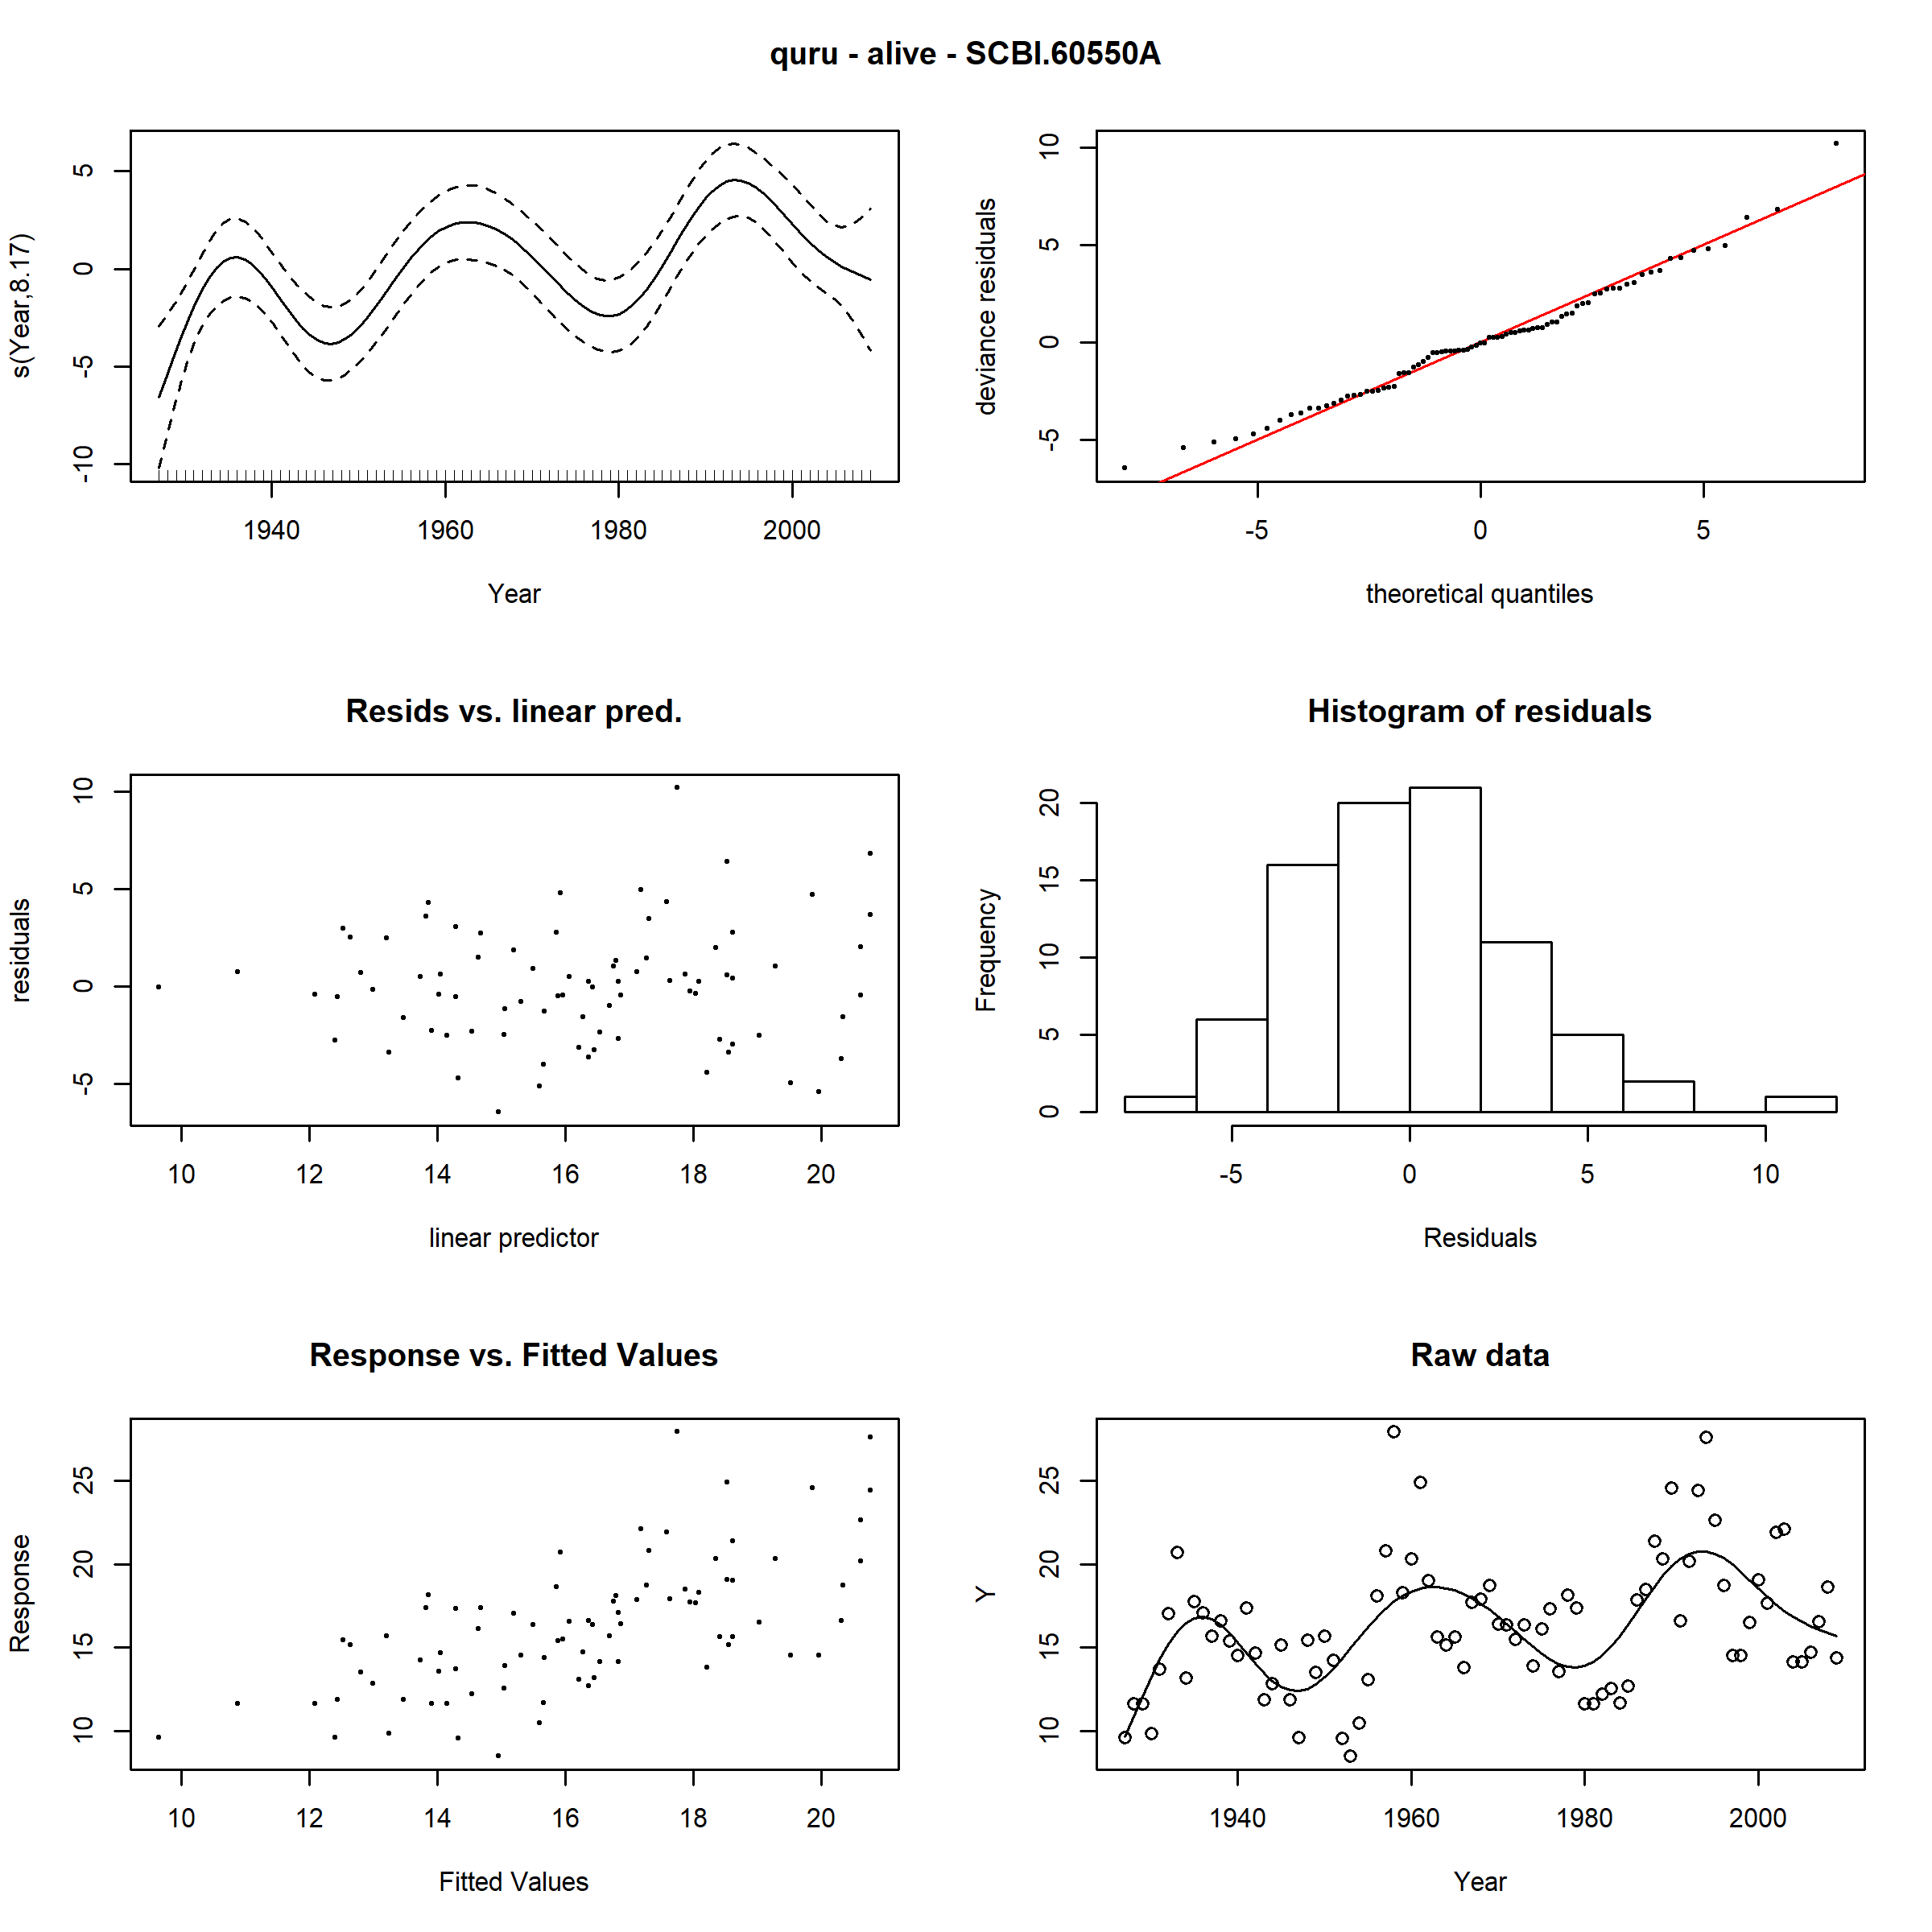 quru - alive - SCBI.60550A
s(Year,8.17)
5
0
-5
-10
1940 1960 1980 2000
Year
deviance residuals
10
5
0
-5
-5 0 5
theoretical quantiles
Resids vs. linear pred.
residuals
10
5
0
-5
10 12 14 16 18 20
linear predictor
Histogram of residuals
Frequency
20
15
10
5
0
-5 0 5 10
Residuals
Response vs. Fitted Values
Response
25
20
15
10
10 12 14 16 18 20
Fitted Values
Raw data
Y
25
20
15
10
1940 1960 1980 2000
Year